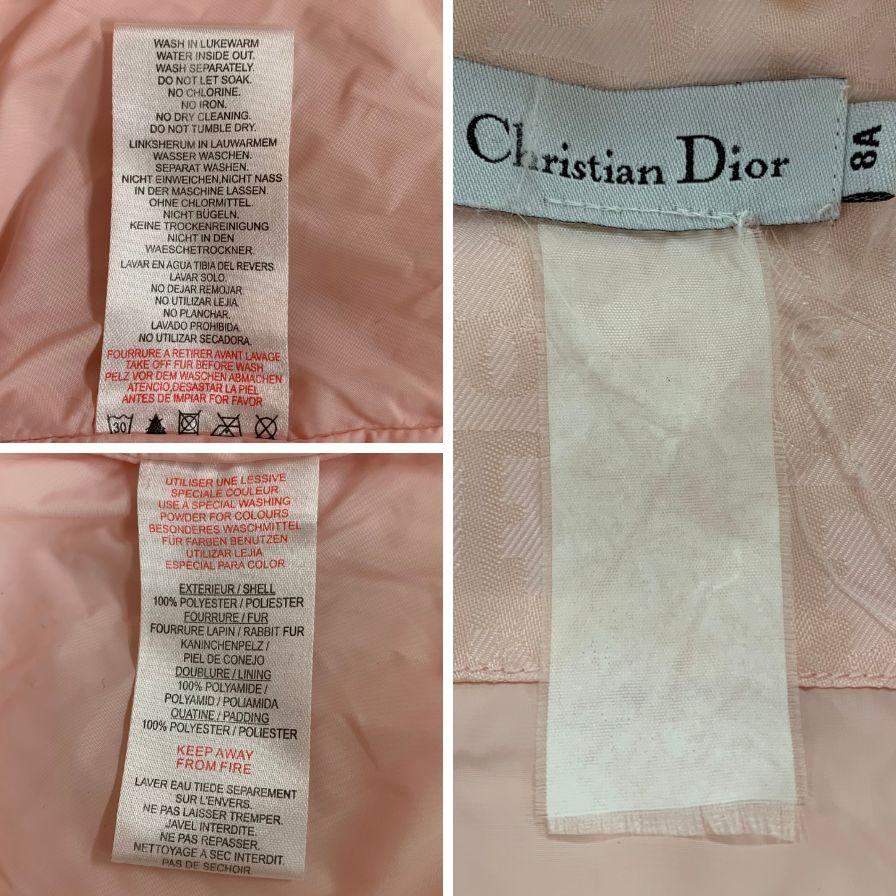 WASH IN LUKEWARM
WATER INSIDE OUT.
WASH SEPARATELY.
DO NOT LET SOAK.
NO CHLORINE.
NO IRON.
NO DRY CLEANING.
DO NOT TUMBLE DRY.
LINKSHERUM IN LAUWARMEM
WASSER WASCHEN.
SEPARAT WASHEN.
NICHT EINWEICHEN,NICHT NASS
IN DER MASCHINE LASSEN.
OHNE CHLORMITTEL.
NICHT BÜGELN.
KEINE TROCKENREINIGUNG
NICHT IN DEN
WAESCHETROCKNER.
LAVAR EN AGUA TIBIA DEL REVERS
LAVAR SOLO.
NO DEJAR REMOJAR.
NO UTILIZAR LEJIA.
NO PLANCHAR.
LAVADO PROHIBIDA.
NO UTILIZAR SECADORA.
FOURRURE A RETIRER AVANT LAVAGE
TAKE OFF FUR BEFORE WASH
PELZ VOR DEM WASCHEN ABMACHEN
ATENCIO,DESASTAR LA PIEL
ANTES DE IMPIAR FOR FAVOR
30
UTILISER UNE LESSIVE
SPECIALE COULEUR
USE A SPECIAL WASHING
POWDER FOR COLOURS
BESONDERES WASCHMITTEL
FÜR FARBEN BENUTZEN
UTILIZAR LEJIA
ESPECIAL PARA COLOR
EXTERIEUR / SHELL
100% POLYESTER / POLIESTER
FOURRURE / FUR
FOURRURE LAPIN / RABBIT FUR
KANINCHENPELZ /
PIEL DE CONEJO
DOUBLURE / LINING
100% POLYAMIDE /
POLYAMID / POLIAMIDA
OUATINE / PADDING
100% POLYESTER / POLIESTER
KEEP AWAY
FROM FIRE
LAVER EAU TIEDE SEPAREMENT
SUR L'ENVERS.
NE PAS LAISSER TREMPER.
JAVEL INTERDITE.
NE PAS REPASSER.
NETTOYAGE A SEC INTERDIT.
PAS DE SECHOIR
Christian Dior
8A